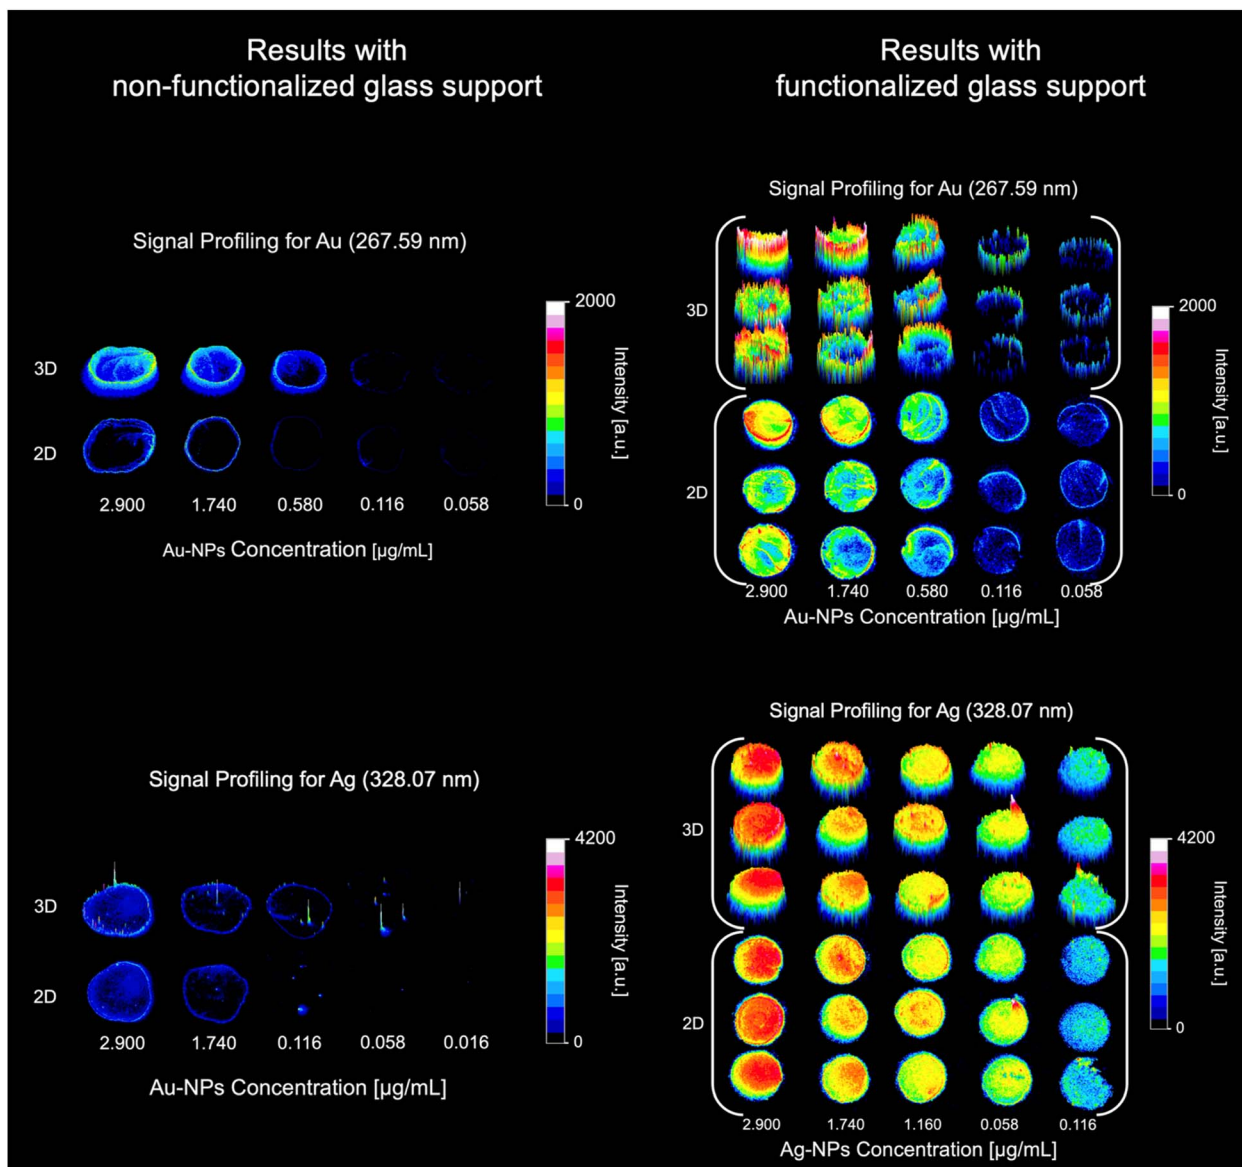 Results with
non-functionalized glass support
Signal Profiling for Au (267.59 nm)
2000
3D
Intensity [a.u.]
2D
0
2.900 1.740 0.580 0.116 0.058
Au-NPs Concentration [µg/mL]
Signal Profiling for Ag (328.07 nm)
4200
3D
Intensity [a.u.]
2D
0
2.900 1.740 0.116 0.058 0.016
Au-NPs Concentration [µg/mL]
Results with
functionalized glass support
Signal Profiling for Au (267.59 nm)
3D
2000
Intensity [a.u.]
2D
0
2.900 1.740 0.580 0.116 0.058
Au-NPs Concentration [µg/mL]
Signal Profiling for Ag (328.07 nm)
3D
4200
Intensity [a.u.]
2D
0
2.900 1.740 1.160 0.058 0.116
Ag-NPs Concentration [µg/mL]